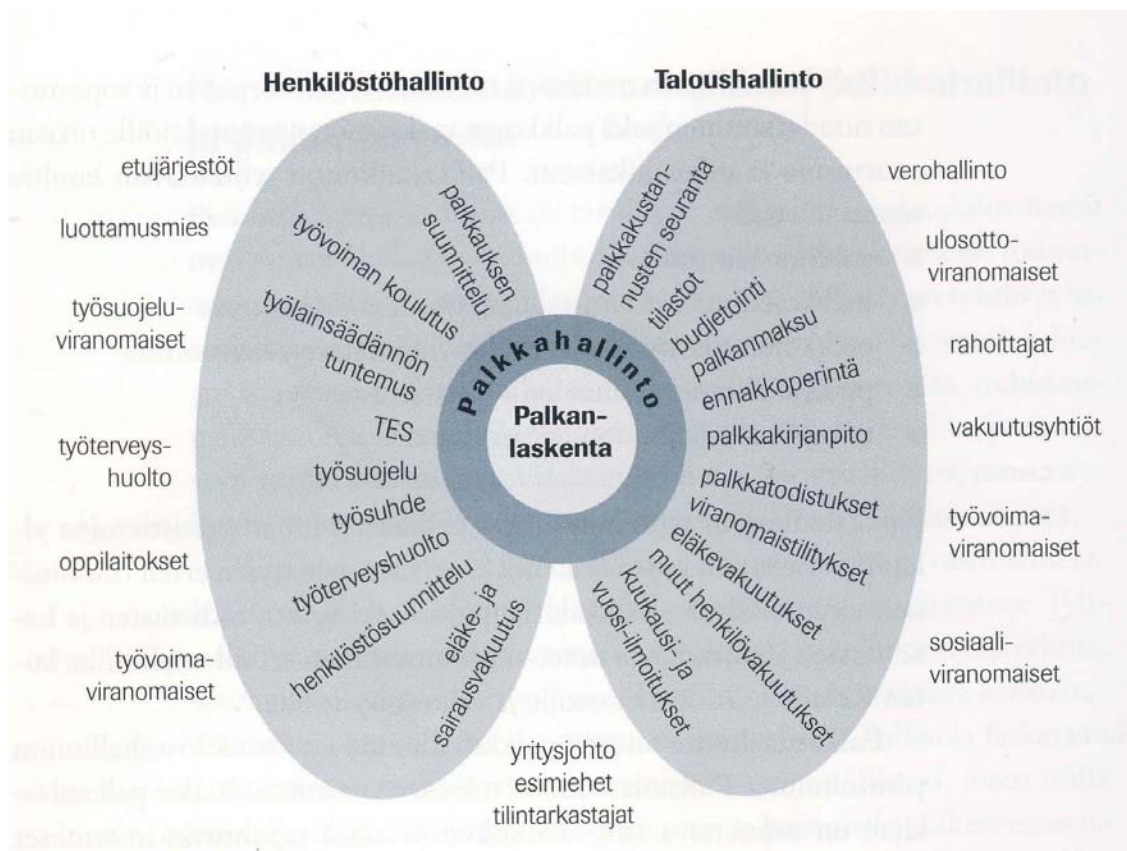 Henkilöstöhallinto
Taloushallinto
etujärjestöt
luottamusmies
työsuojelu-
viranomaiset
työterveys-
huolto
oppilaitokset
työvoima-
viranomaiset
palkkauksen
suunnittelu
työvoiman koulutus
työlainsäädännön
tuntemus
TES
työsuojelu
työsuhde
työterveyshuolto
henkilöstösuunnittelu
eläke- ja
sairausvakuutus
Palkkahallinto
Palkan-
laskenta
palkkakustan-
nusten seuranta
tilastot
budjetointi
palkanmaksu
ennakkoperintä
palkkakirjanpito
palkkatodistukset
viranomaistilitykset
eläkevakuutukset
muut henkilövakuutukset
kuukausi- ja
vuosi-ilmoitukset
verohallinto
ulosotto-
viranomaiset
rahoittajat
vakuutusyhtiöt
työvoima-
viranomaiset
sosiaali-
viranomaiset
yritysjohto
esimiehet
tilintarkastajat